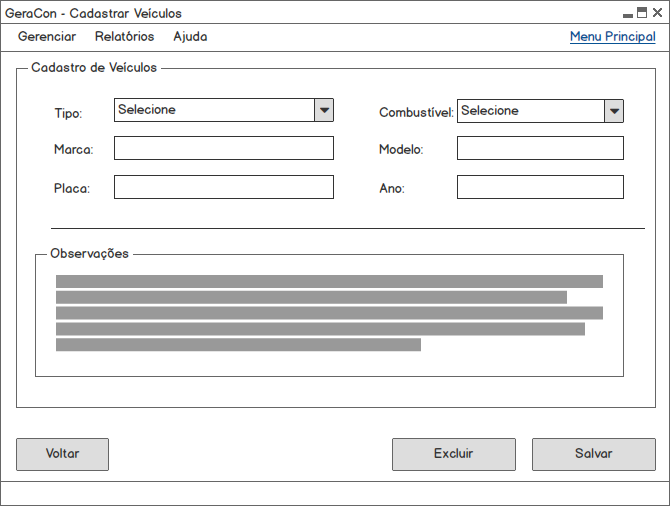 GeraCon - Cadastrar Veículos
Gerenciar Relatórios Ajuda Menu Principal
Cadastro de Veículos
Tipo: Selecione Combustível: Selecione
Marca: Modelo:
Placa: Ano:
Observações
Voltar Excluir Salvar